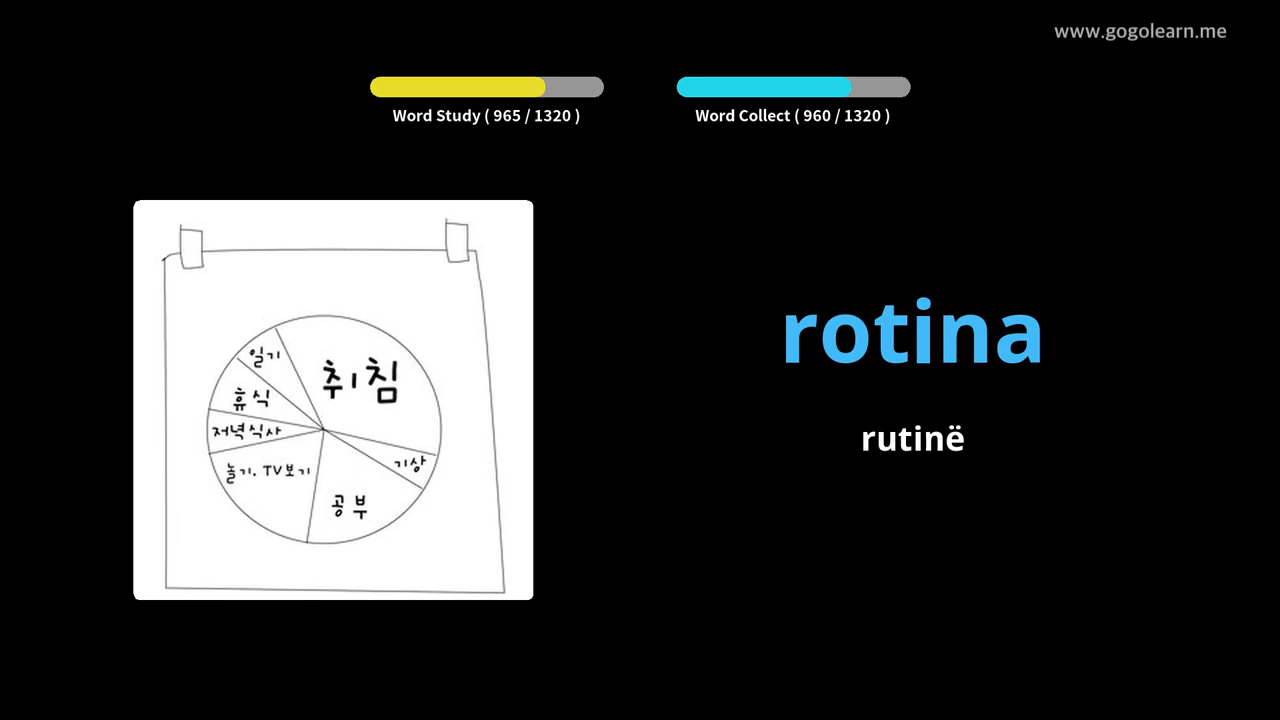 www.gogolearn.me
Word Study ( 965 / 1320 )
Word Collect ( 960 / 1320 )
일기
취침
휴식
저녁식사
기상
놀기. TV보기
공부
rotina
rutinë